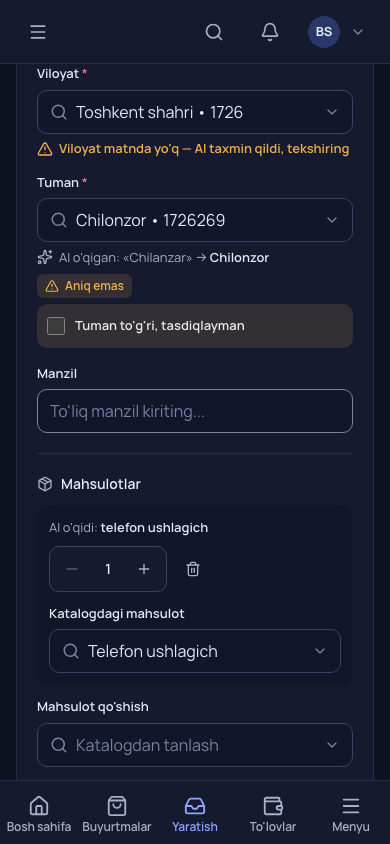 BS
Viloyat *
Toshkent shahri • 1726
Viloyat matnda yo'q — AI taxmin qildi, tekshiring
Tuman *
Chilonzor • 1726269
AI o'qigan: «Chilanzar» → Chilonzor
Aniq emas
Tuman to'g'ri, tasdiqlayman
Manzil
To'liq manzil kiriting...
Mahsulotlar
AI o'qidi: telefon ushlagich
1
Katalogdagi mahsulot
Telefon ushlagich
Mahsulot qo'shish
Katalogdan tanlash
Bosh sahifa Buyurtmalar Yaratish To'lovlar Menyu